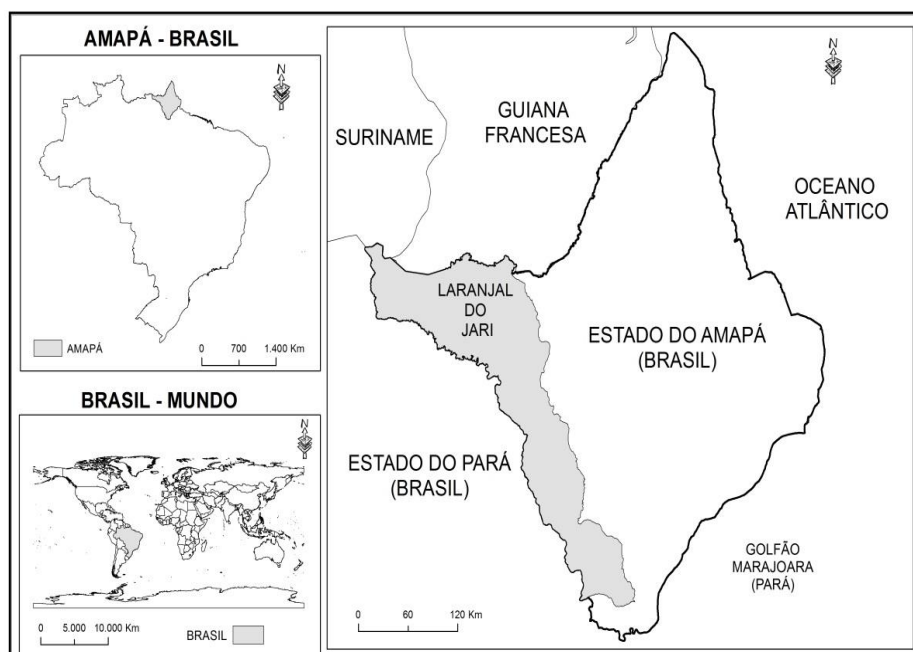 AMAPÁ - BRASIL
N
AMAPÁ
0 700 1.400 Km
BRASIL - MUNDO
N
0 5.000 10.000 Km
BRASIL
N
SURINAME
GUIANA
FRANCESA
OCEANO
ATLÂNTICO
LARANJAL
DO
JARI
ESTADO DO AMAPÁ
(BRASIL)
ESTADO DO PARÁ
(BRASIL)
GOLFÃO
MARAJOARA
(PARÁ)
0 60 120 Km